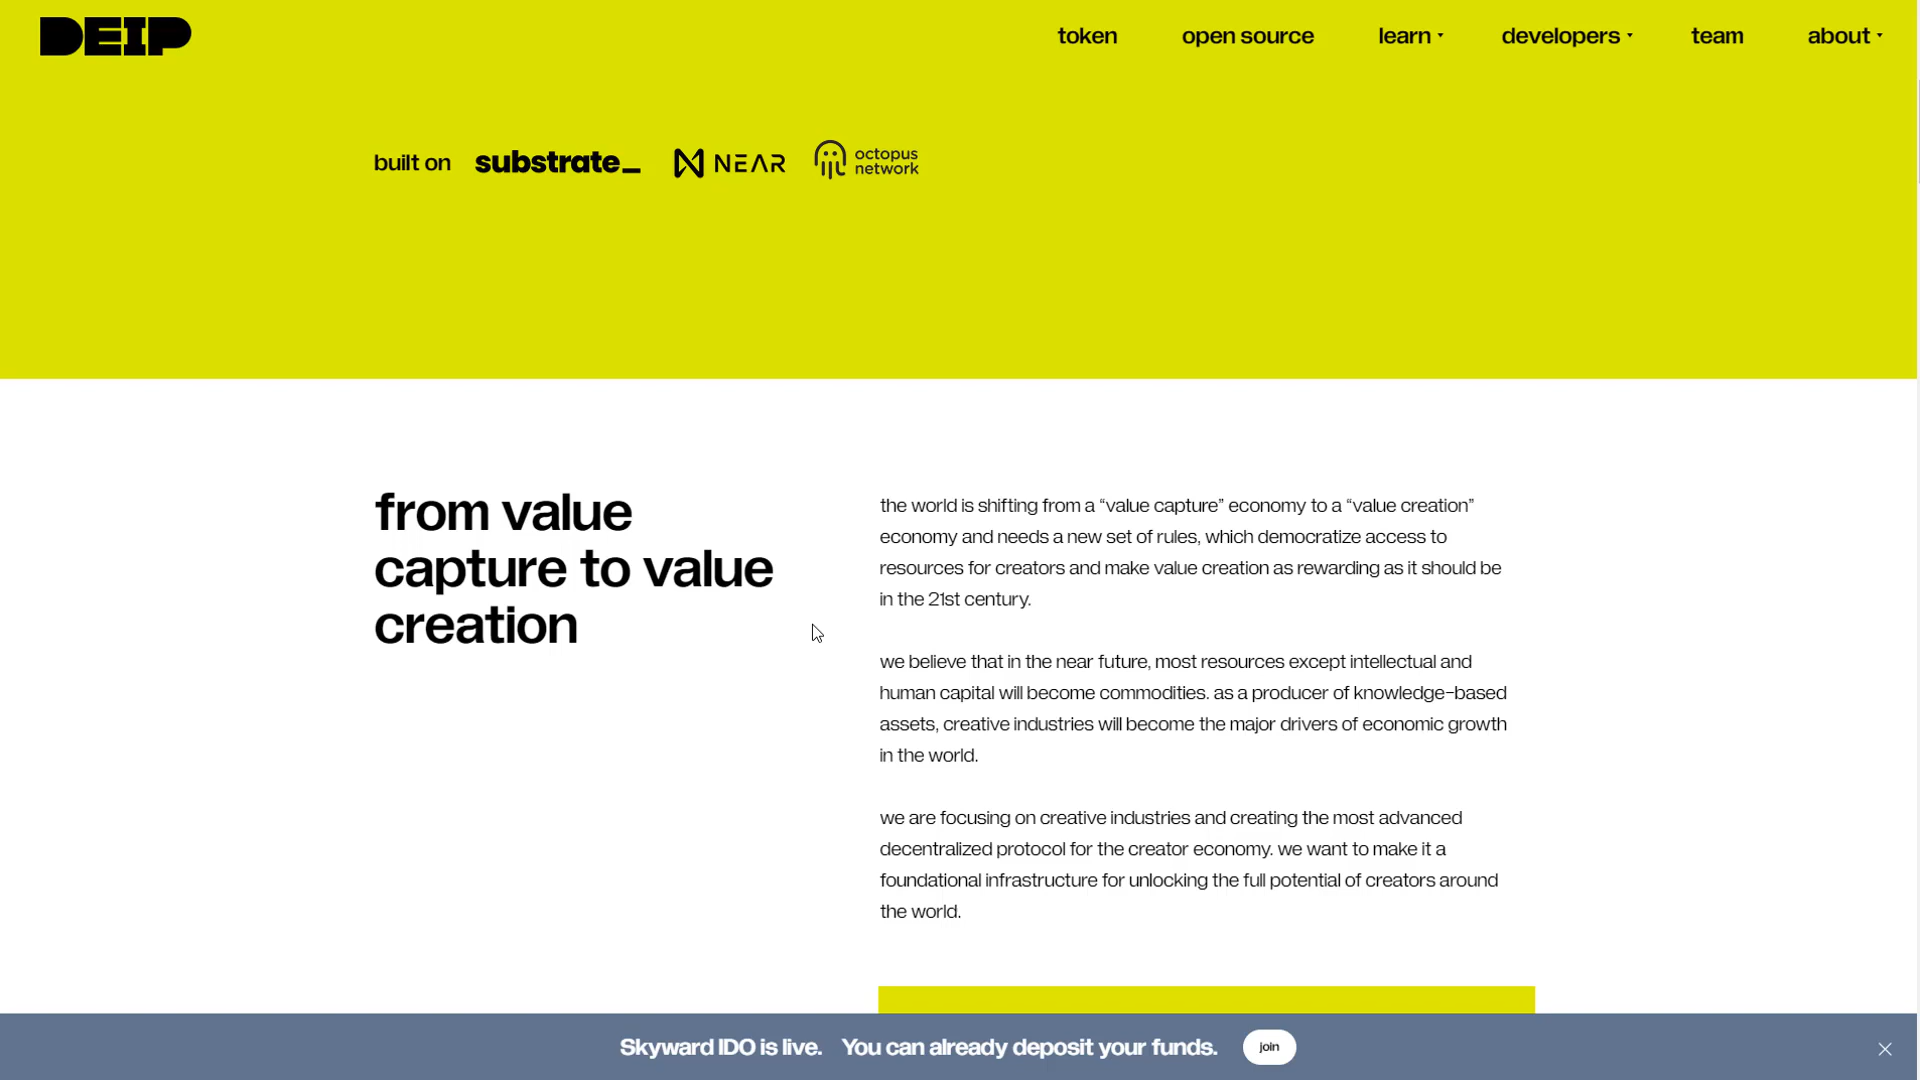 DEIP
token open source learn developers team about
built on substrate_ NEAR octopus network
from value
capture to value
creation
the world is shifting from a “value capture” economy to a “value creation”
economy and needs a new set of rules, which democratize access to
resources for creators and make value creation as rewarding as it should be
in the 21st century.
we believe that in the near future, most resources except intellectual and
human capital will become commodities. as a producer of knowledge-based
assets, creative industries will become the major drivers of economic growth
in the world.
we are focusing on creative industries and creating the most advanced
decentralized protocol for the creator economy. we want to make it a
foundational infrastructure for unlocking the full potential of creators around
the world.
Skyward IDO is live. You can already deposit your funds. join